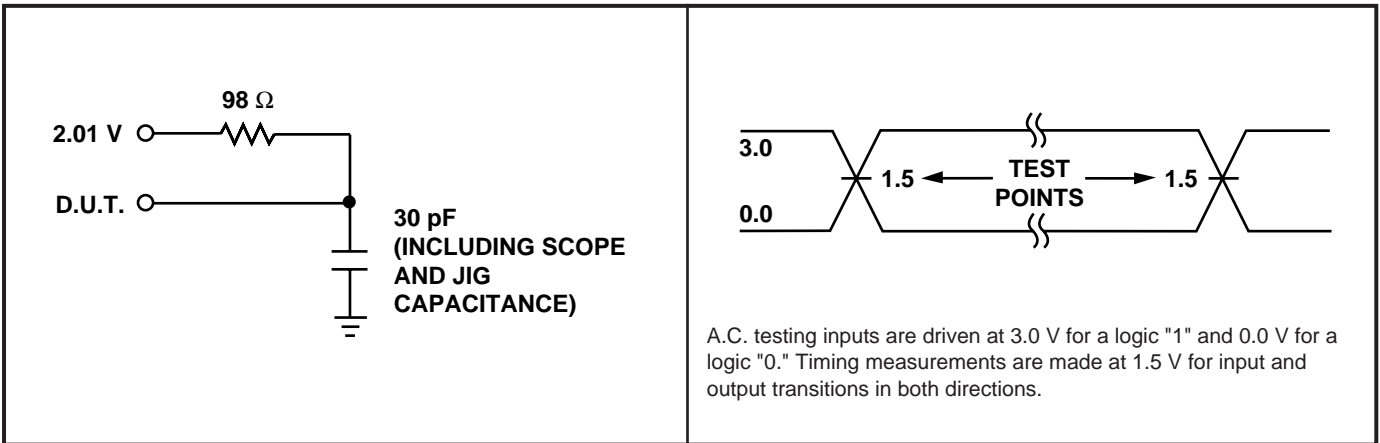 98 Ω
2.01 V
D.U.T.
30 pF
(INCLUDING SCOPE
AND JIG
CAPACITANCE)
3.0
1.5
TEST
POINTS
1.5
0.0
A.C. testing inputs are driven at 3.0 V for a logic "1" and 0.0 V for a
logic "0." Timing measurements are made at 1.5 V for input and
output transitions in both directions.